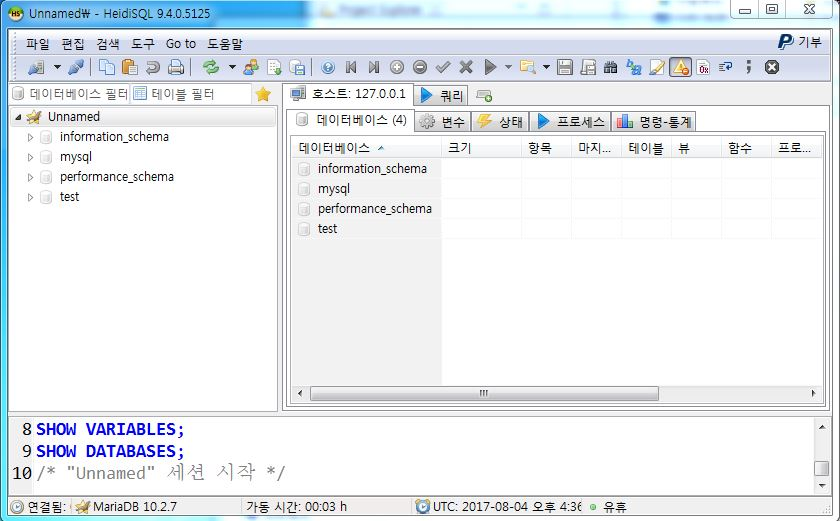 Unnamed₩ - HeidiSQL 9.4.0.5125
파일 편집 검색 도구 Go to 도움말
기부
데이터베이스 필터 테이블 필터
호스트: 127.0.0.1 쿼리
Unnamed
데이터베이스 (4) 변수 상태 프로세스 명령-통계
information_schema
mysql
performance_schema
test
데이터베이스 크기 항목 마지... 테이블 뷰 함수 프로...
information_schema
mysql
performance_schema
test
8 SHOW VARIABLES;
9 SHOW DATABASES;
10 /* "Unnamed" 세션 시작 */
연결됨: MariaDB 10.2.7 가동 시간: 00:03 h UTC: 2017-08-04 오후 4:36 유휴